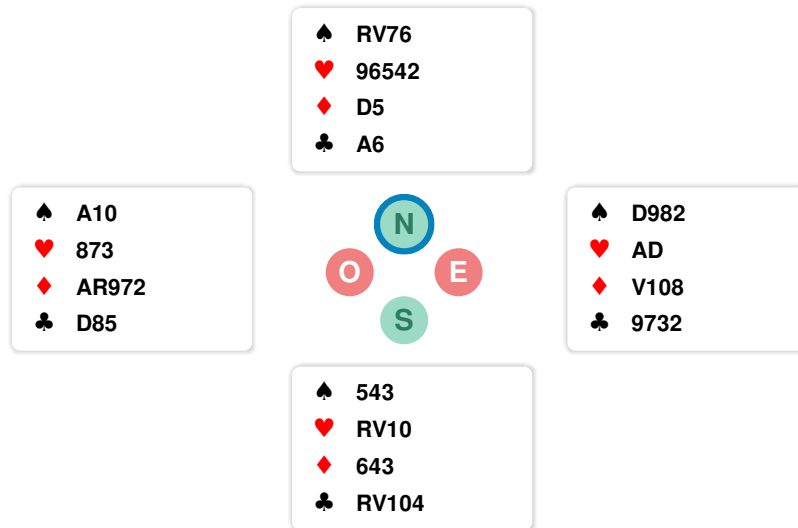 ♠ RV76
♥ 96542
♦ D5
♣ A6
♠ A10
♥ 873
♦ AR972
♣ D85
N
O E
S
♠ D982
♥ AD
♦ V108
♣ 9732
♠ 543
♥ RV10
♦ 643
♣ RV104